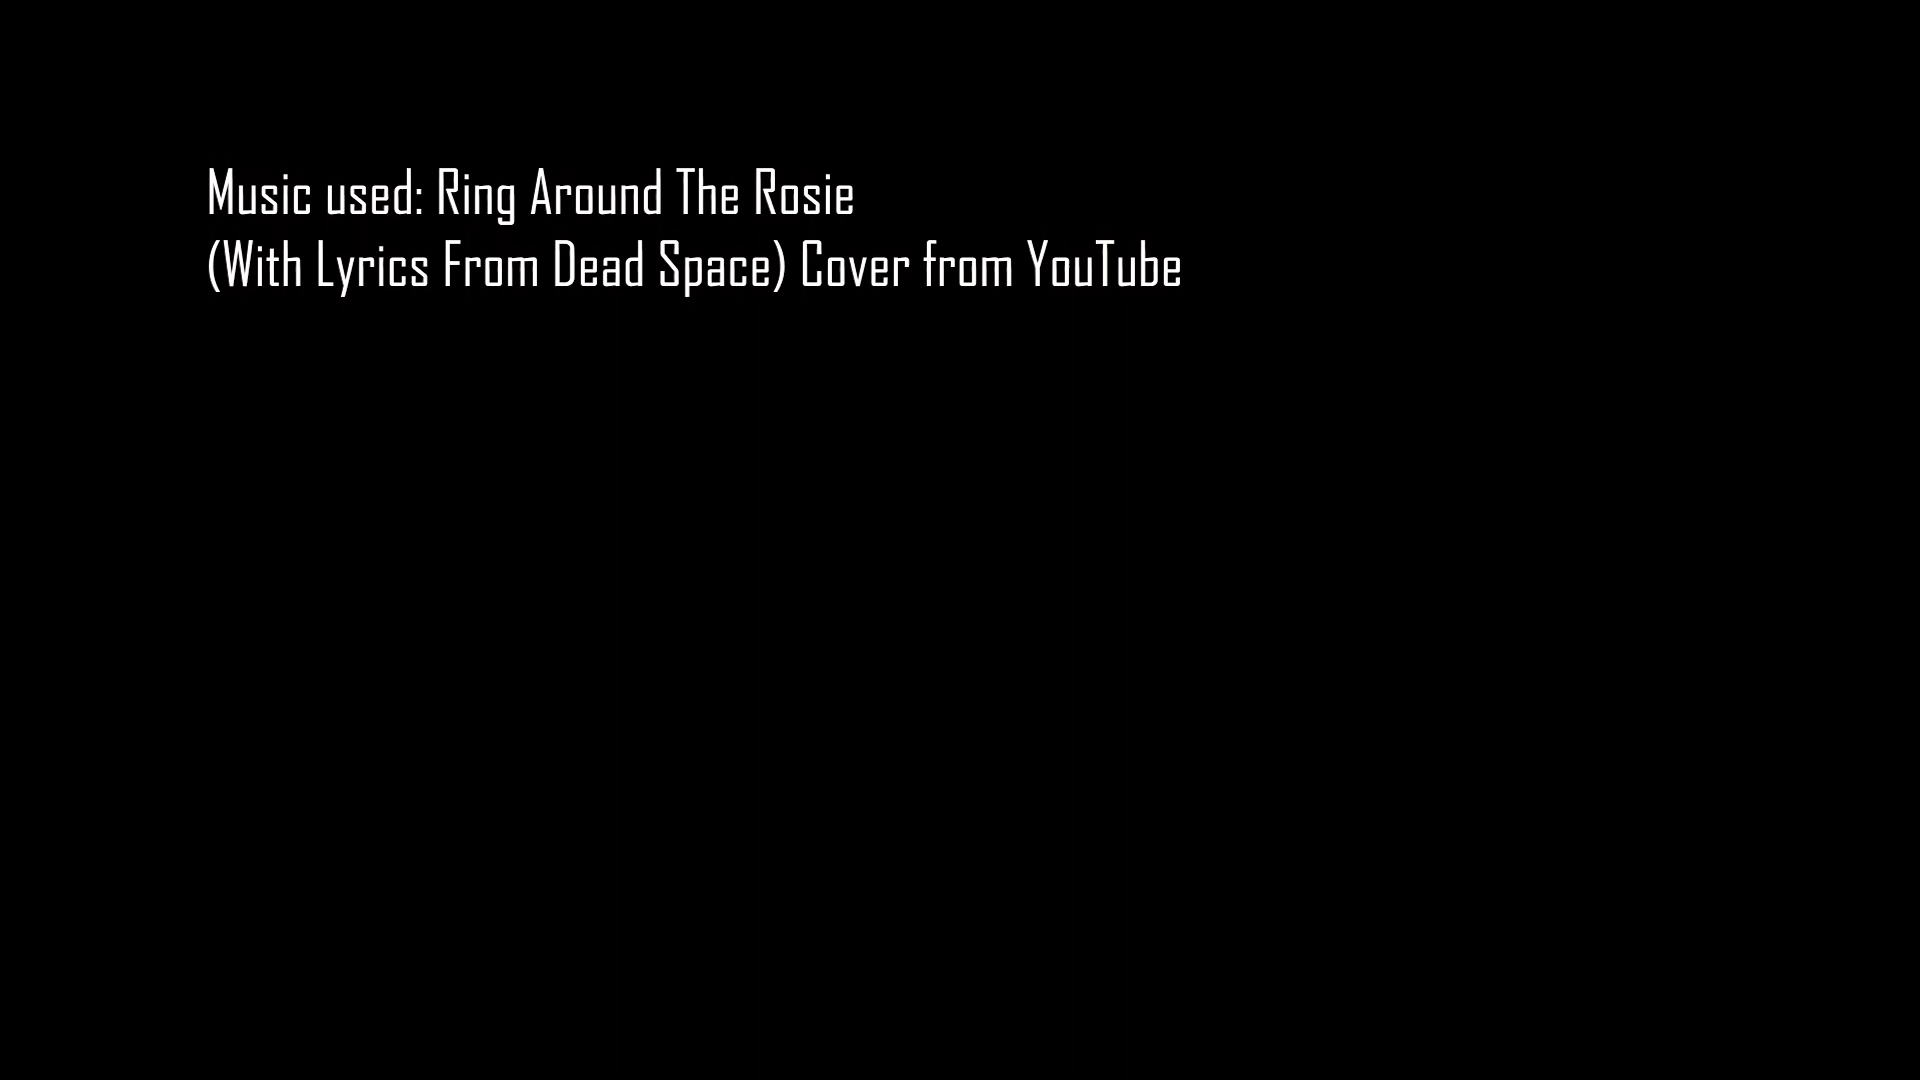 Music used: Ring Around The Rosie
(With Lyrics From Dead Space) Cover from YouTube